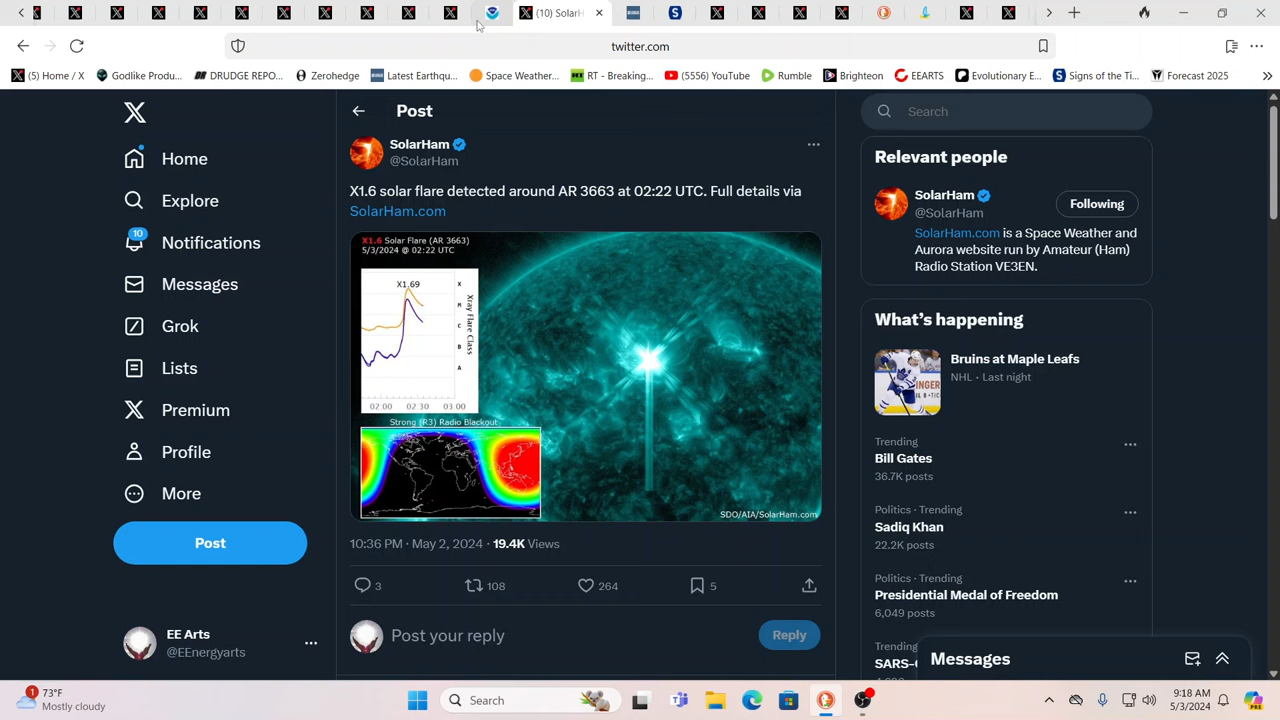 (10) SolarH
twitter.com
(5) Home / X
Godlike Produ...
DRUDGE REPO...
Zerohedge
Latest Earthqu...
Space Weather...
RT - Breaking...
(5556) YouTube
Rumble
Brighteon
EEARTS
Evolutionary E...
Signs of the Ti...
Forecast 2025
Home
Explore
10
Notifications
Messages
Grok
Lists
Premium
Profile
More
Post
EE Arts
@EEnergyarts
Post
SolarHam
@SolarHam
X1.6 solar flare detected around AR 3663 at 02:22 UTC. Full details via
SolarHam.com
X1.6 Solar Flare (AR 3663)
5/3/2024 @ 02:22 UTC
X1.69
X
M
C
B
A
Xray Flare Class
02:00 02:30 03:00
Strong (R3) Radio Blackout
SDO/AIA/SolarHam.com
10:36 PM · May 2, 2024 · 19.4K Views
3 108 264 5
Post your reply
Reply
Search
Relevant people
SolarHam
@SolarHam
Following
SolarHam.com is a Space Weather and
Aurora website run by Amateur (Ham)
Radio Station VE3EN.
What's happening
Bruins at Maple Leafs
NHL · Last night
Trending
Bill Gates
36.7K posts
Politics · Trending
Sadiq Khan
22.2K posts
Politics · Trending
Presidential Medal of Freedom
6,049 posts
Messages
1
73°F
Mostly cloudy
Search
9:18 AM
5/3/2024